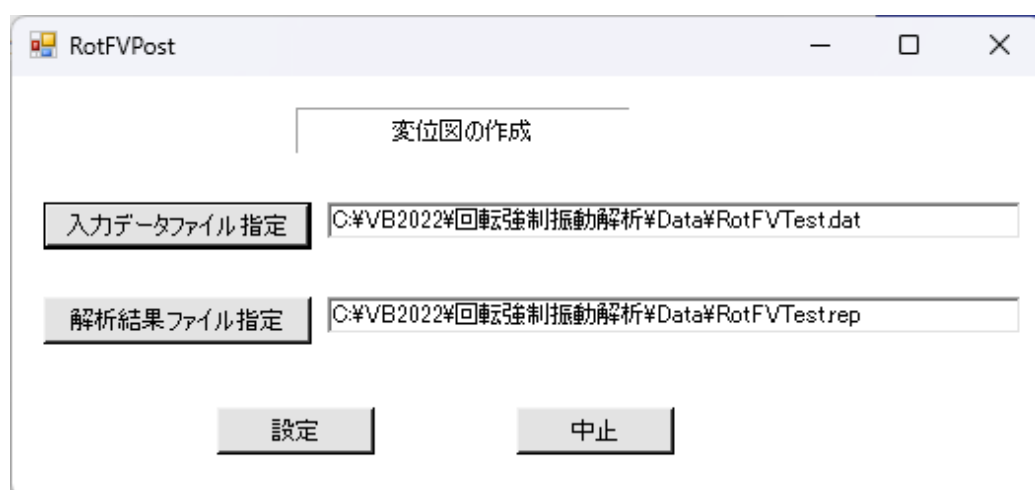 RotFVPost
変位図の作成
入力データファイル指定
C:¥VB2022¥回転強制振動解析¥Data¥RotFVTest.dat
解析結果ファイル指定
C:¥VB2022¥回転強制振動解析¥Data¥RotFVTest.rep
設定
中止